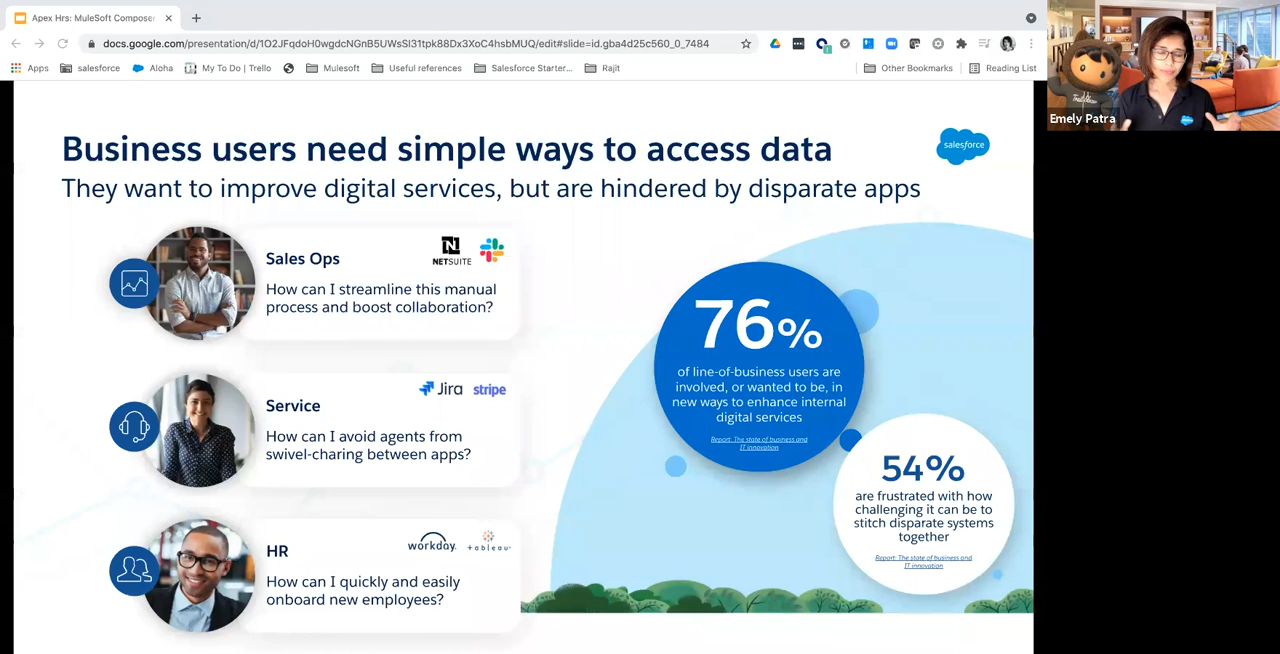 Apex Hrs: MuleSoft Composer
docs.google.com/presentation/d/1O2JFqdoH0wgdcNGnB5UWsSl31tpk88Dx3XoC4hsbMUQ/edit#slide=id.gba4d25c560_0_7484
Apps
salesforce
Aloha
My To Do | Trello
Mulesoft
Useful references
Salesforce Starter...
Rajit
Other Bookmarks
Reading List
Emely Patra
Business users need simple ways to access data
salesforce
They want to improve digital services, but are hindered by disparate apps
Sales Ops
N
NETSUITE
How can I streamline this manual
process and boost collaboration?
Service
Jira
stripe
How can I avoid agents from
swivel-charing between apps?
HR
workday.
+ableau
How can I quickly and easily
onboard new employees?
76%
of line-of-business users are
involved, or wanted to be, in
new ways to enhance internal
digital services
Report: The state of business and
IT innovation
54%
are frustrated with how
challenging it can be to
stitch disparate systems
together
Report: The state of business and
IT innovation